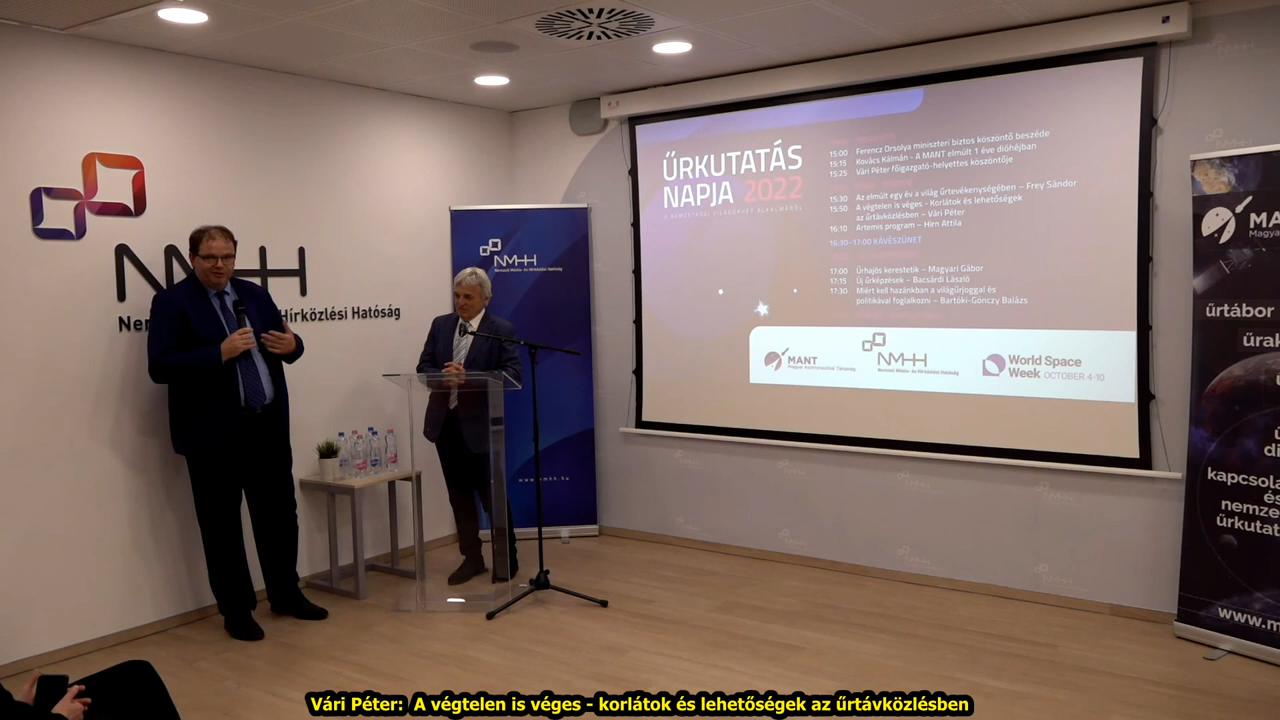 NMHH
Hírközlési Hatóság
NMHH
Nemzeti Média- és Hírközlési Hatóság
www.nmhh.hu
ŰRKUTATÁS
NAPJA 2022
15:00 Ferencz Orsolya miniszteri biztos köszöntő beszéde
15:15 Kovács Kálmán - A MANT elmúlt 1 éve dióhéjban
15:25 Vári Péter főigazgató-helyettes köszöntője
15:30 Az elmúlt egy év a világ űrtevékenységében – Frey Sándor
15:50 A végtelen is véges - Korlátok és lehetőségek
az űrtávközlésben – Vári Péter
16:10 Artemis program – Hirn Attila
16:30–17:00 KÁVÉSZÜNET
17:00 Űrhajós kerestetik – Magyari Gábor
17:15 Új űrképzések – Bacsárdi László
17:30 Miért kell hazánkban a világűrjoggal és
politikával foglalkozni – Bartóki-Gönczy Balázs
MANT
Magyar Asztronautikai Társaság
NMHH
Nemzeti Média- és Hírközlési Hatóság
World Space
Week OCTOBER 4-10
MA
Magya
űrtábor
űrak
kapcsola
és
nemze
űrkutat
www.m
Vári Péter: A végtelen is véges - korlátok és lehetőségek az űrtávközlésben